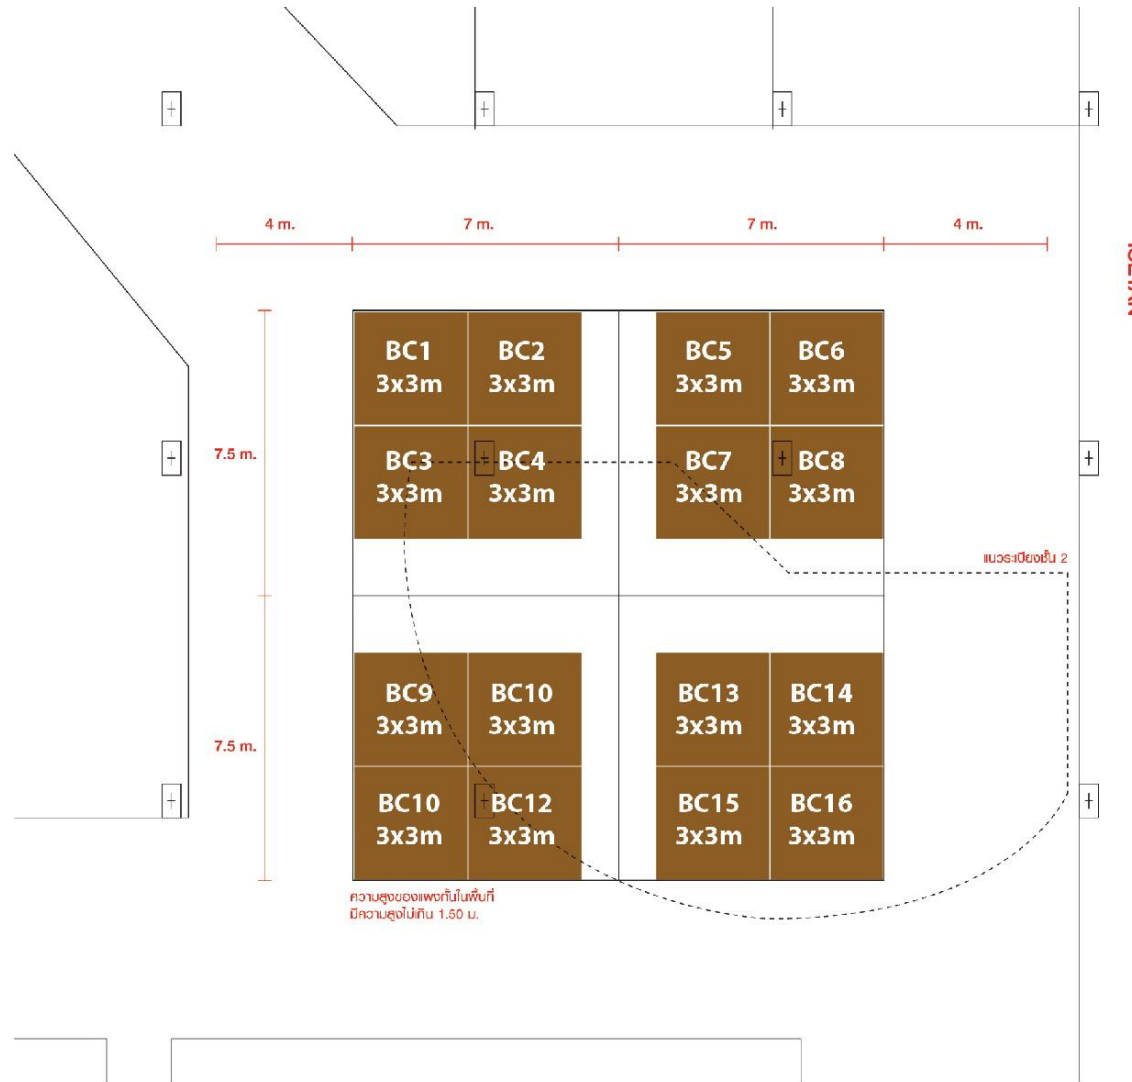 4 m.
7 m.
7 m.
4 m.
BC1
3x3m
BC2
3x3m
BC5
3x3m
BC6
3x3m
7.5 m.
BC3
3x3m
BC4
3x3m
BC7
3x3m
BC8
3x3m
แนวระเบียงชั้น 2
BC9
3x3m
BC10
3x3m
BC13
3x3m
BC14
3x3m
7.5 m.
BC10
3x3m
BC12
3x3m
BC15
3x3m
BC16
3x3m
ความสูงของแผงกั้นในพื้นที่
มีความสูงไม่เกิน 1.50 ม.